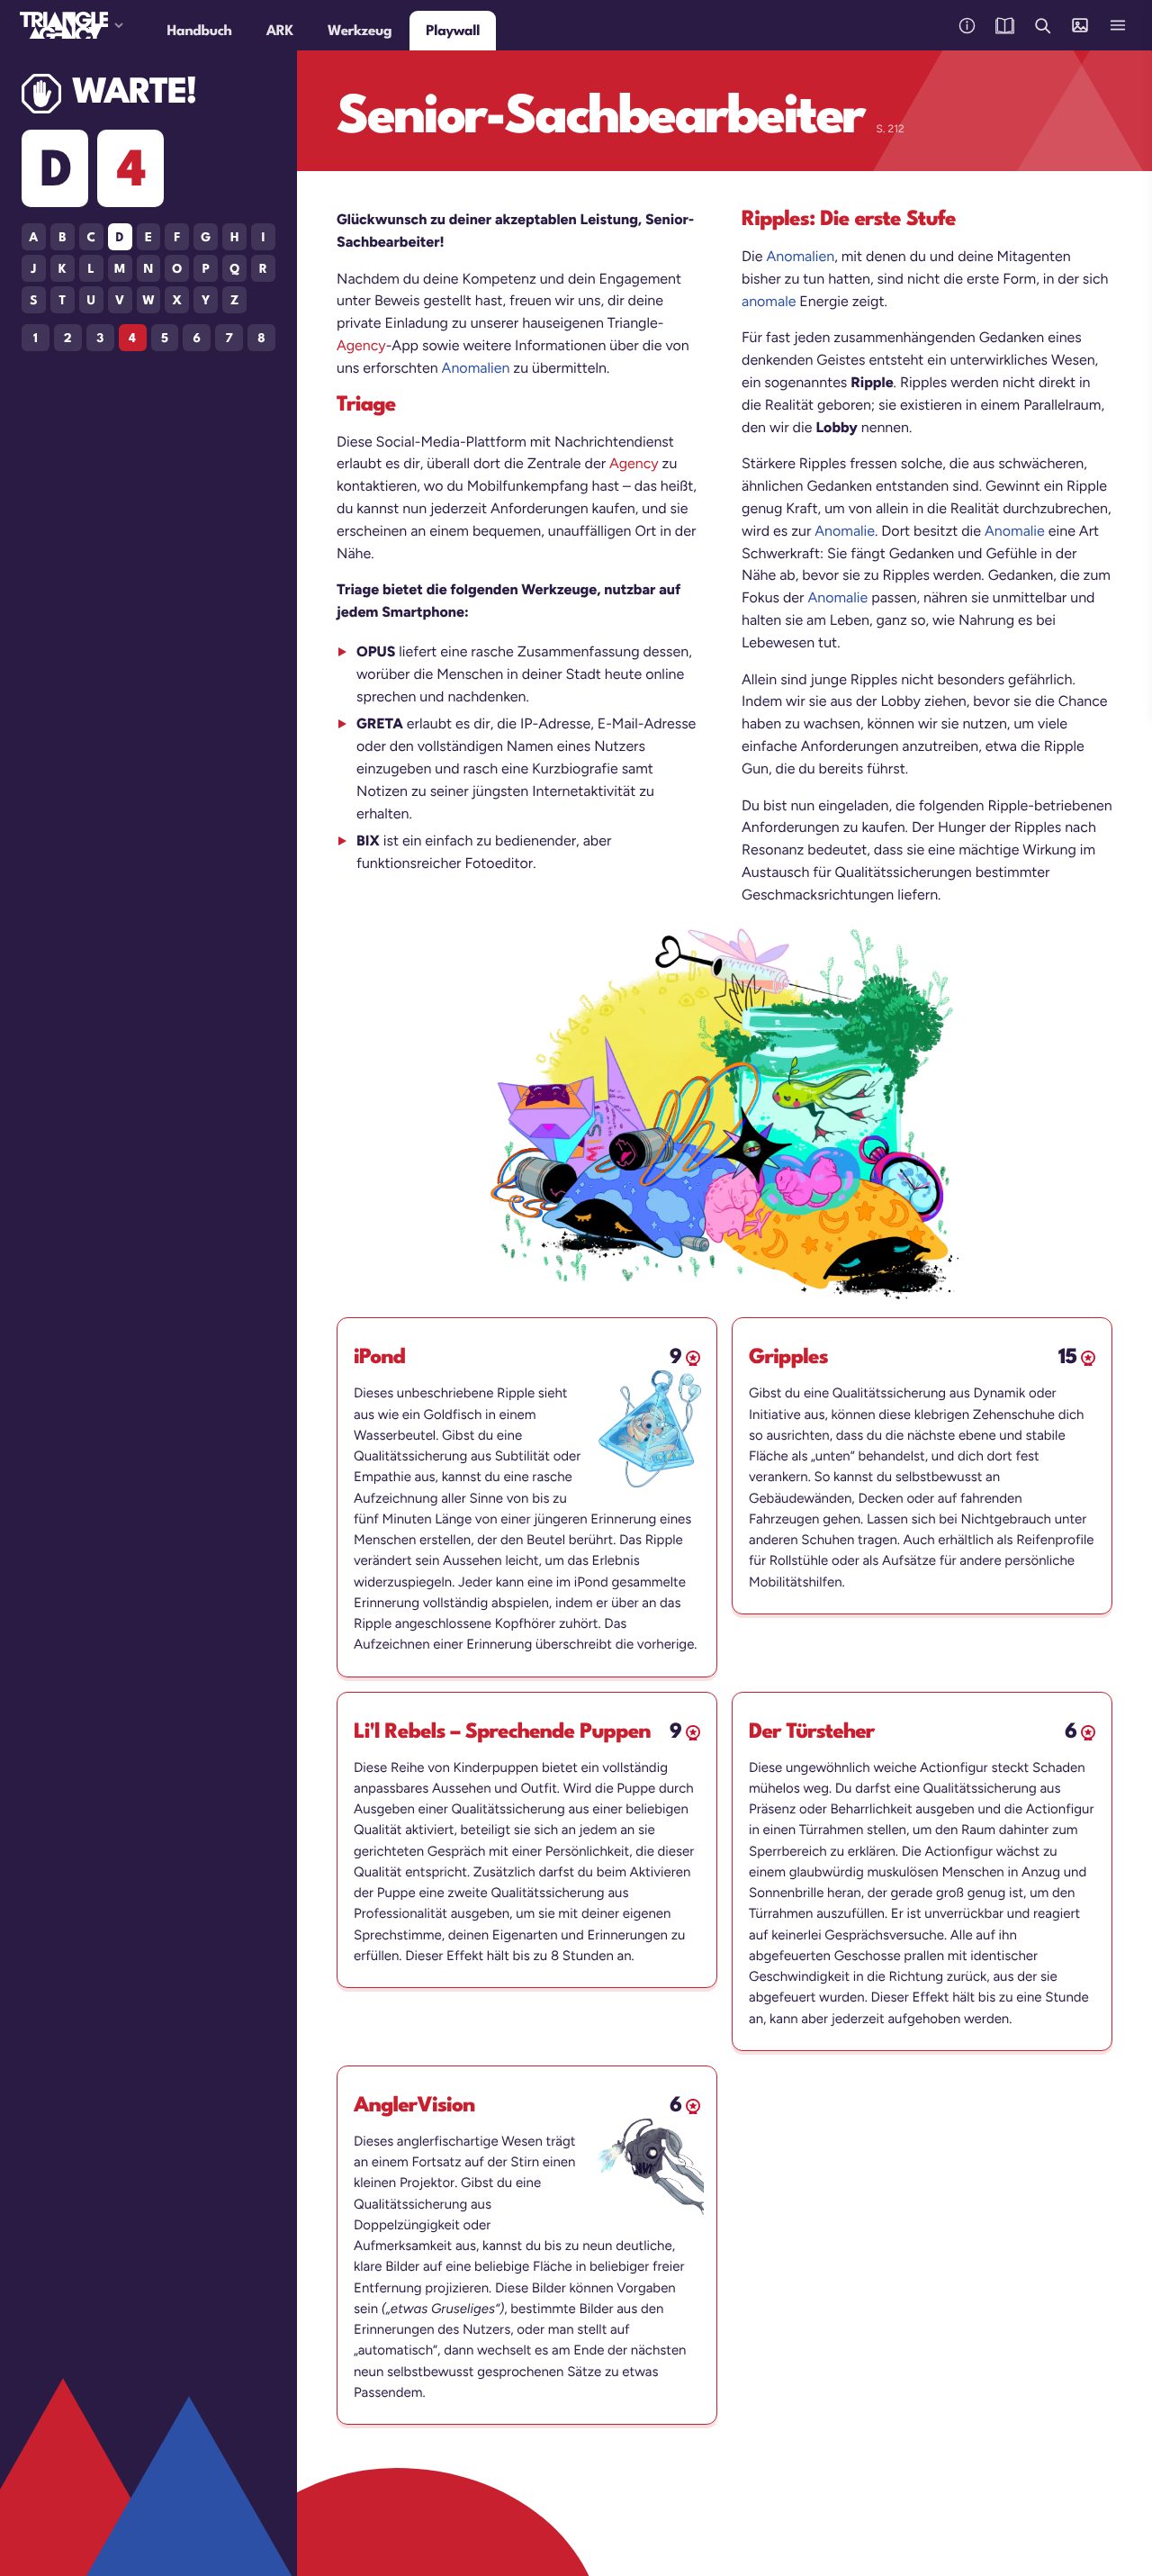 TRIANGLE
AGENCY
Handbuch
ARK
Werkzeug
Playwall
WARTE!
D
4
A B C D E F G H I
J K L M N O P Q R
S T U V W X Y Z
1 2 3 4 5 6 7 8
Senior-Sachbearbeiter
S. 212
Glückwunsch zu deiner akzeptablen Leistung, Senior-
Sachbearbeiter!
Nachdem du deine Kompetenz und dein Engagement
unter Beweis gestellt hast, freuen wir uns, dir deine
private Einladung zu unserer hauseigenen Triangle-
Agency-App sowie weitere Informationen über die von
uns erforschten Anomalien zu übermitteln.
Triage
Diese Social-Media-Plattform mit Nachrichtendienst
erlaubt es dir, überall dort die Zentrale der Agency zu
kontaktieren, wo du Mobilfunkempfang hast – das heißt,
du kannst nun jederzeit Anforderungen kaufen, und sie
erscheinen an einem bequemen, unauffälligen Ort in der
Nähe.
Triage bietet die folgenden Werkzeuge, nutzbar auf
jedem Smartphone:
OPUS liefert eine rasche Zusammenfassung dessen,
worüber die Menschen in deiner Stadt heute online
sprechen und nachdenken.
GRETA erlaubt es dir, die IP-Adresse, E-Mail-Adresse
oder den vollständigen Namen eines Nutzers
einzugeben und rasch eine Kurzbiografie samt
Notizen zu seiner jüngsten Internetaktivität zu
erhalten.
BIX ist ein einfach zu bedienender, aber
funktionsreicher Fotoeditor.
Ripples: Die erste Stufe
Die Anomalien, mit denen du und deine Mitagenten
bisher zu tun hatten, sind nicht die erste Form, in der sich
anomale Energie zeigt.
Für fast jeden zusammenhängenden Gedanken eines
denkenden Geistes entsteht ein unterwirkliches Wesen,
ein sogenanntes Ripple. Ripples werden nicht direkt in
die Realität geboren; sie existieren in einem Parallelraum,
den wir die Lobby nennen.
Stärkere Ripples fressen solche, die aus schwächeren,
ähnlichen Gedanken entstanden sind. Gewinnt ein Ripple
genug Kraft, um von allein in die Realität durchzubrechen,
wird es zur Anomalie. Dort besitzt die Anomalie eine Art
Schwerkraft: Sie fängt Gedanken und Gefühle in der
Nähe ab, bevor sie zu Ripples werden. Gedanken, die zum
Fokus der Anomalie passen, nähren sie unmittelbar und
halten sie am Leben, ganz so, wie Nahrung es bei
Lebewesen tut.
Allein sind junge Ripples nicht besonders gefährlich.
Indem wir sie aus der Lobby ziehen, bevor sie die Chance
haben zu wachsen, können wir sie nutzen, um viele
einfache Anforderungen anzutreiben, etwa die Ripple
Gun, die du bereits führst.
Du bist nun eingeladen, die folgenden Ripple-betriebenen
Anforderungen zu kaufen. Der Hunger der Ripples nach
Resonanz bedeutet, dass sie eine mächtige Wirkung im
Austausch für Qualitätssicherungen bestimmter
Geschmacksrichtungen liefern.
iPond 9
Dieses unbeschriebene Ripple sieht
aus wie ein Goldfisch in einem
Wasserbeutel. Gibst du eine
Qualitätssicherung aus Subtilität oder
Empathie aus, kannst du eine rasche
Aufzeichnung aller Sinne von bis zu
fünf Minuten Länge von einer jüngeren Erinnerung eines
Menschen erstellen, der den Beutel berührt. Das Ripple
verändert sein Aussehen leicht, um das Erlebnis
widerzuspiegeln. Jeder kann eine im iPond gesammelte
Erinnerung vollständig abspielen, indem er über an das
Ripple angeschlossene Kopfhörer zuhört. Das
Aufzeichnen einer Erinnerung überschreibt die vorherige.
Gripples 15
Gibst du eine Qualitätssicherung aus Dynamik oder
Initiative aus, können diese klebrigen Zehenschuhe dich
so ausrichten, dass du die nächste ebene und stabile
Fläche als „unten“ behandelst, und dich dort fest
verankern. So kannst du selbstbewusst an
Gebäudewänden, Decken oder auf fahrenden
Fahrzeugen gehen. Lassen sich bei Nichtgebrauch unter
anderen Schuhen tragen. Auch erhältlich als Reifenprofile
für Rollstühle oder als Aufsätze für andere persönliche
Mobilitätshilfen.
Li'l Rebels – Sprechende Puppen 9
Diese Reihe von Kinderpuppen bietet ein vollständig
anpassbares Aussehen und Outfit. Wird die Puppe durch
Ausgeben einer Qualitätssicherung aus einer beliebigen
Qualität aktiviert, beteiligt sie sich an jedem an sie
gerichteten Gespräch mit einer Persönlichkeit, die dieser
Qualität entspricht. Zusätzlich darfst du beim Aktivieren
der Puppe eine zweite Qualitätssicherung aus
Professionalität ausgeben, um sie mit deiner eigenen
Sprechstimme, deinen Eigenarten und Erinnerungen zu
erfüllen. Dieser Effekt hält bis zu 8 Stunden an.
Der Türsteher 6
Diese ungewöhnlich weiche Actionfigur steckt Schaden
mühelos weg. Du darfst eine Qualitätssicherung aus
Präsenz oder Beharrlichkeit ausgeben und die Actionfigur
in einen Türrahmen stellen, um den Raum dahinter zum
Sperrbereich zu erklären. Die Actionfigur wächst zu
einem glaubwürdig muskulösen Menschen in Anzug und
Sonnenbrille heran, der gerade groß genug ist, um den
Türrahmen auszufüllen. Er ist unverrückbar und reagiert
auf keinerlei Gesprächsversuche. Alle auf ihn
abgefeuerten Geschosse prallen mit identischer
Geschwindigkeit in die Richtung zurück, aus der sie
abgefeuert wurden. Dieser Effekt hält bis zu eine Stunde
an, kann aber jederzeit aufgehoben werden.
AnglerVision 6
Dieses anglerfischartige Wesen trägt
an einem Fortsatz auf der Stirn einen
kleinen Projektor. Gibst du eine
Qualitätssicherung aus
Doppelzüngigkeit oder
Aufmerksamkeit aus, kannst du bis zu neun deutliche,
klare Bilder auf eine beliebige Fläche in beliebiger freier
Entfernung projizieren. Diese Bilder können Vorgaben
sein („etwas Gruseliges“), bestimmte Bilder aus den
Erinnerungen des Nutzers, oder man stellt auf
„automatisch“, dann wechselt es am Ende der nächsten
neun selbstbewusst gesprochenen Sätze zu etwas
Passendem.